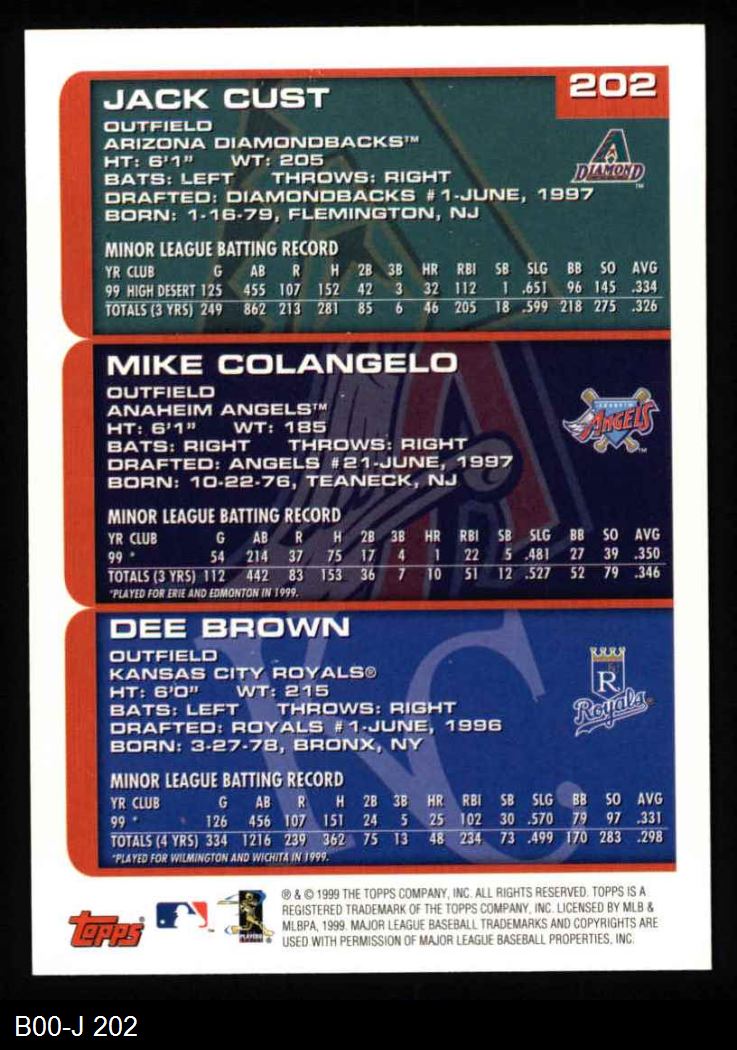 202
JACK CUST
OUTFIELD
ARIZONA DIAMONDBACKS™
HT: 6'1" WT: 205
BATS: LEFT THROWS: RIGHT
DRAFTED: DIAMONDBACKS #1-JUNE, 1997
BORN: 1-16-79, FLEMINGTON, NJ
DIAMOND
MINOR LEAGUE BATTING RECORD
YR CLUB G AB R H 2B 3B HR RBI SB SLG BB SO AVG
99 HIGH DESERT 125 455 107 152 42 3 32 112 1 .651 96 145 .334
TOTALS (3 YRS) 249 862 213 281 85 6 46 205 18 .599 218 275 .326
MIKE COLANGELO
OUTFIELD
ANAHEIM ANGELS™
HT: 6'1" WT: 185
BATS: RIGHT THROWS: RIGHT
DRAFTED: ANGELS #21-JUNE, 1997
BORN: 10-22-76, TEANECK, NJ
ANGELS
MINOR LEAGUE BATTING RECORD
YR CLUB G AB R H 2B 3B HR RBI SB SLG BB SO AVG
99 * 54 214 37 75 17 4 1 22 5 .481 27 39 .350
TOTALS (3 YRS) 112 442 83 153 36 7 10 51 12 .527 52 79 .346
*PLAYED FOR ERIE AND EDMONTON IN 1999.
DEE BROWN
OUTFIELD
KANSAS CITY ROYALS®
HT: 6'0" WT: 215
BATS: LEFT THROWS: RIGHT
DRAFTED: ROYALS #1-JUNE, 1996
BORN: 3-27-78, BRONX, NY
R
Royals
MINOR LEAGUE BATTING RECORD
YR CLUB G AB R H 2B 3B HR RBI SB SLG BB SO AVG
99 * 126 456 107 151 24 5 25 102 30 .570 79 97 .331
TOTALS (4 YRS) 334 1216 239 362 75 13 48 234 73 .499 170 283 .298
*PLAYED FOR WILMINGTON AND WICHITA IN 1999.
® & © 1999 THE TOPPS COMPANY, INC. ALL RIGHTS RESERVED. TOPPS IS A
REGISTERED TRADEMARK OF THE TOPPS COMPANY, INC. LICENSED BY MLB &
MLBPA, 1999. MAJOR LEAGUE BASEBALL TRADEMARKS AND COPYRIGHTS ARE
USED WITH PERMISSION OF MAJOR LEAGUE BASEBALL PROPERTIES, INC.
Topps®
PLAYERS
B00-J 202